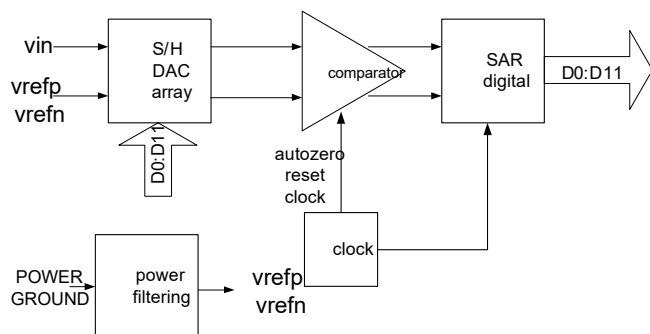 vin
vrefp
vrefn
S/H
DAC
array
D0:D11
comparator
autozero
reset
clock
SAR
digital
D0:D11
clock
POWER
GROUND
power
filtering
vrefp
vrefn